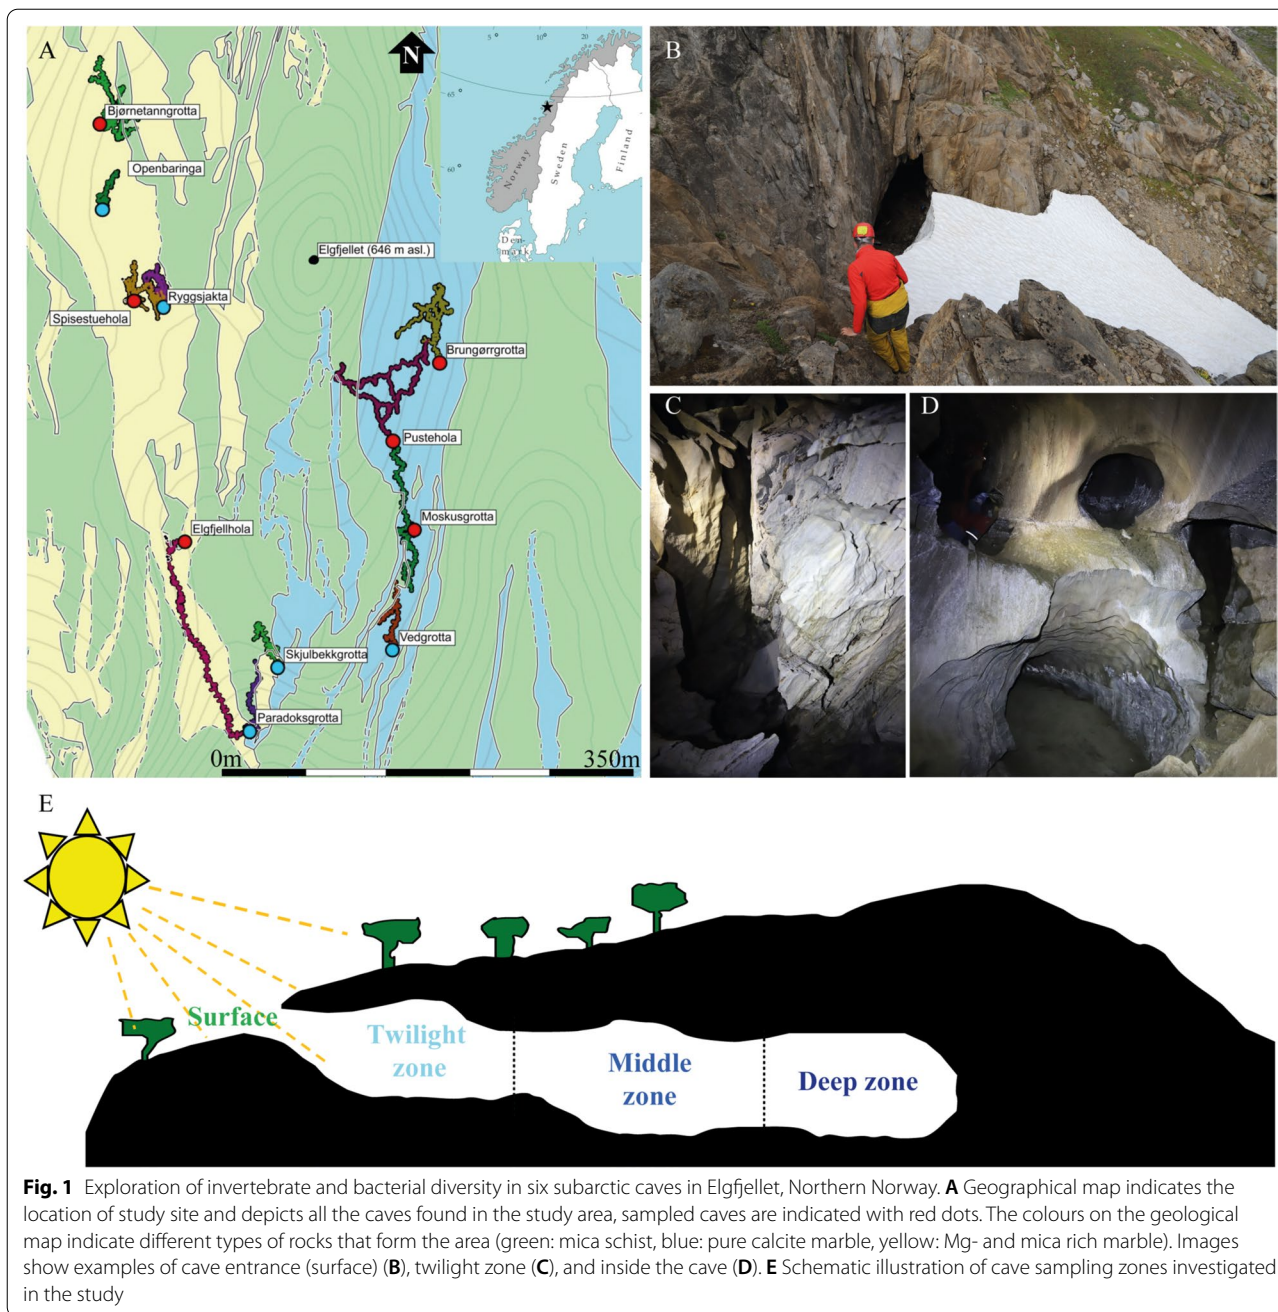 A
N
5°
10°
65°
60°
Norway
Sweden
Finland
Den-
mark
Bjørnetanngrotta
Openbaringa
Elgfjellet (646 m asl.)
Ryggsjakta
Spisestuehola
Brungørrgrotta
Pustehola
Moskusgrotta
Elgfjellhola
Vedgrotta
Skjulbekkgrotta
Paradoksgrotta
0m
350m
B
C
D
E
Surface
Twilight
zone
Middle
zone
Deep zone
Fig. 1 Exploration of invertebrate and bacterial diversity in six subarctic caves in Elgfjellet, Northern Norway. A Geographical map indicates the
location of study site and depicts all the caves found in the study area, sampled caves are indicated with red dots. The colours on the geological
map indicate different types of rocks that form the area (green: mica schist, blue: pure calcite marble, yellow: Mg- and mica rich marble). Images
show examples of cave entrance (surface) (B), twilight zone (C), and inside the cave (D). E Schematic illustration of cave sampling zones investigated
in the study